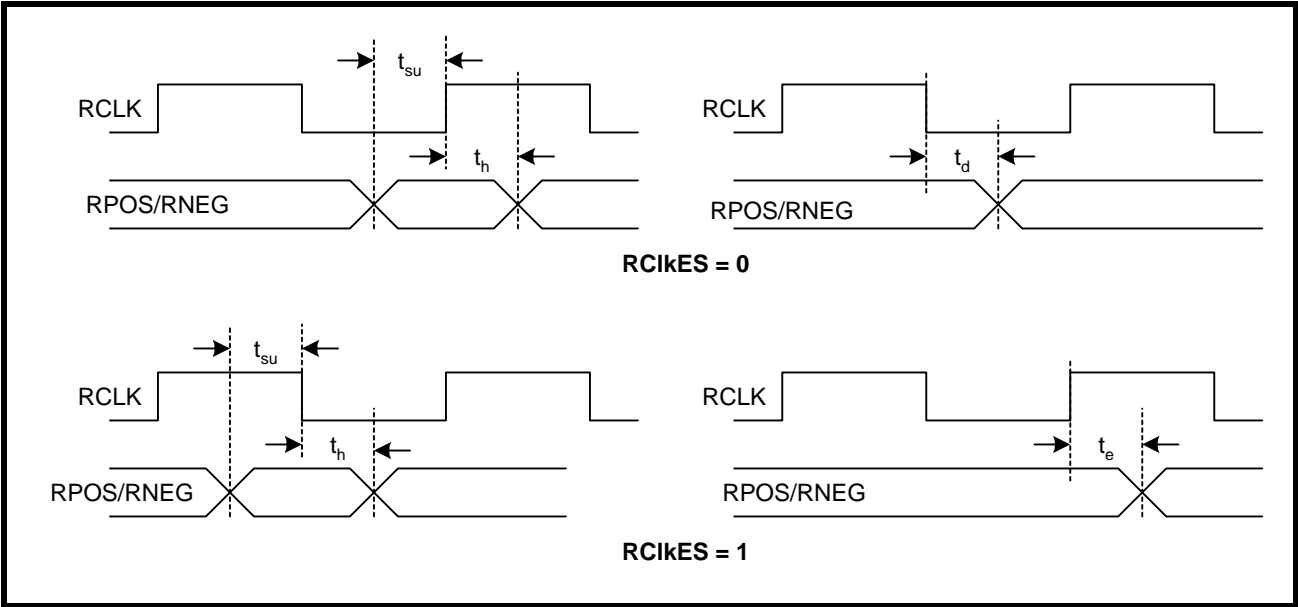 t_su
RCLK
t_h
RPOS/RNEG
RCLK
t_d
RPOS/RNEG
RClkES = 0
t_su
RCLK
t_h
RPOS/RNEG
RCLK
t_e
RPOS/RNEG
RClkES = 1